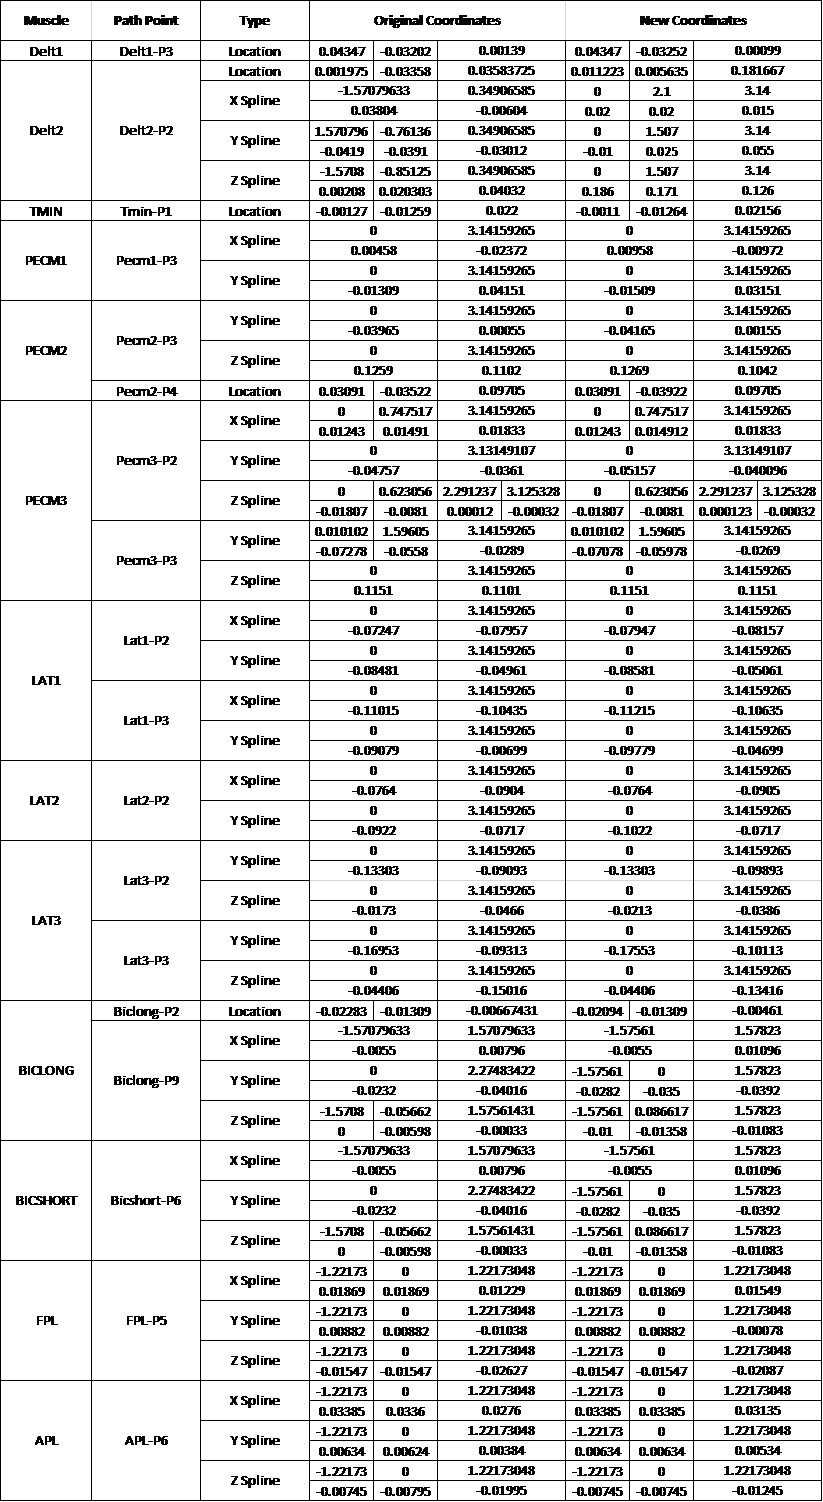 Muscle Path Point Type Original Coordinates New Coordinates
Delt1 Delt1-P3 Location 0.04347 -0.03202 0.00139 0.04347 -0.03252 0.00099
Delt2 Delt2-P2 Location 0.001975 -0.03358 0.03583725 0.011223 0.005635 0.181667
X Spline -1.57079633 0.34906585 0 2.1 3.14
0.03804 -0.00604 0.02 0.02 0.015
Y Spline 1.570796 -0.76136 0.34906585 0 1.507 3.14
-0.0419 -0.0391 -0.03012 -0.01 0.025 0.055
Z Spline -1.5708 -0.85125 0.34906585 0 1.507 3.14
0.00208 0.020303 0.04032 0.186 0.171 0.126
TMIN Tmin-P1 Location -0.00127 -0.01259 0.022 -0.0011 -0.01264 0.02156
PECM1 Pecm1-P3 X Spline 0 3.14159265 0 3.14159265
0.00458 -0.02372 0.00958 -0.00972
Y Spline 0 3.14159265 0 3.14159265
-0.01309 0.04151 -0.01509 0.03151
PECM2 Pecm2-P3 Y Spline 0 3.14159265 0 3.14159265
-0.03965 0.00055 -0.04165 0.00155
Z Spline 0 3.14159265 0 3.14159265
0.1259 0.1102 0.1269 0.1042
Pecm2-P4 Location 0.03091 -0.03522 0.09705 0.03091 -0.03922 0.09705
PECM3 Pecm3-P2 X Spline 0 0.747517 3.14159265 0 0.747517 3.14159265
0.01243 0.01491 0.01833 0.01243 0.014912 0.01833
Y Spline 0 3.13149107 0 3.13149107
-0.04757 -0.0361 -0.05157 -0.040096
Z Spline 0 0.623056 2.291237 3.125328 0 0.623056 2.291237 3.125328
-0.01807 -0.0081 0.00012 -0.00032 -0.01807 -0.0081 0.000123 -0.00032
Pecm3-P3 Y Spline 0.010102 1.59605 3.14159265 0.010102 1.59605 3.14159265
-0.07278 -0.0558 -0.0289 -0.07078 -0.05978 -0.0269
Z Spline 0 3.14159265 0 3.14159265
0.1151 0.1101 0.1151 0.1151
LAT1 Lat1-P2 X Spline 0 3.14159265 0 3.14159265
-0.07247 -0.07957 -0.07947 -0.08157
Y Spline 0 3.14159265 0 3.14159265
-0.08481 -0.04961 -0.08581 -0.05061
Lat1-P3 X Spline 0 3.14159265 0 3.14159265
-0.11015 -0.10435 -0.11215 -0.10635
Y Spline 0 3.14159265 0 3.14159265
-0.09079 -0.00699 -0.09779 -0.04699
LAT2 Lat2-P2 X Spline 0 3.14159265 0 3.14159265
-0.0764 -0.0904 -0.0764 -0.0905
Y Spline 0 3.14159265 0 3.14159265
-0.0922 -0.0717 -0.1022 -0.0717
LAT3 Lat3-P2 Y Spline 0 3.14159265 0 3.14159265
-0.13303 -0.09093 -0.13303 -0.09893
Z Spline 0 3.14159265 0 3.14159265
-0.0173 -0.0466 -0.0213 -0.0386
Lat3-P3 Y Spline 0 3.14159265 0 3.14159265
-0.16953 -0.09313 -0.17553 -0.10113
Z Spline 0 3.14159265 0 3.14159265
-0.04406 -0.15016 -0.04406 -0.13416
BICLONG Biclong-P2 Location -0.02283 -0.01309 -0.00667431 -0.02094 -0.01309 -0.00461
Biclong-P9 X Spline -1.57079633 1.57079633 -1.57561 1.57823
-0.0055 0.00796 -0.0055 0.01096
Y Spline 0 2.27483422 -1.57561 0 1.57823
-0.0232 -0.04016 -0.0282 -0.035 -0.0392
Z Spline -1.5708 -0.05662 1.57561431 -1.57561 0.086617 1.57823
0 -0.00598 -0.00033 -0.01 -0.01358 -0.01083
BICSHORT Bicshort-P6 X Spline -1.57079633 1.57079633 -1.57561 1.57823
-0.0055 0.00796 -0.0055 0.01096
Y Spline 0 2.27483422 -1.57561 0 1.57823
-0.0232 -0.04016 -0.0282 -0.035 -0.0392
Z Spline -1.5708 -0.05662 1.57561431 -1.57561 0.086617 1.57823
0 -0.00598 -0.00033 -0.01 -0.01358 -0.01083
FPL FPL-P5 X Spline -1.22173 0 1.22173048 -1.22173 0 1.22173048
0.01869 0.01869 0.01229 0.01869 0.01869 0.01549
Y Spline -1.22173 0 1.22173048 -1.22173 0 1.22173048
0.00882 0.00882 -0.01038 0.00882 0.00882 -0.00078
Z Spline -1.22173 0 1.22173048 -1.22173 0 1.22173048
-0.01547 -0.01547 -0.02627 -0.01547 -0.01547 -0.02087
APL APL-P6 X Spline -1.22173 0 1.22173048 -1.22173 0 1.22173048
0.03385 0.0336 0.0276 0.03385 0.03385 0.03135
Y Spline -1.22173 0 1.22173048 -1.22173 0 1.22173048
0.00634 0.00624 0.00384 0.00634 0.00634 0.00534
Z Spline -1.22173 0 1.22173048 -1.22173 0 1.22173048
-0.00745 -0.00795 -0.01995 -0.00745 -0.00745 -0.01245